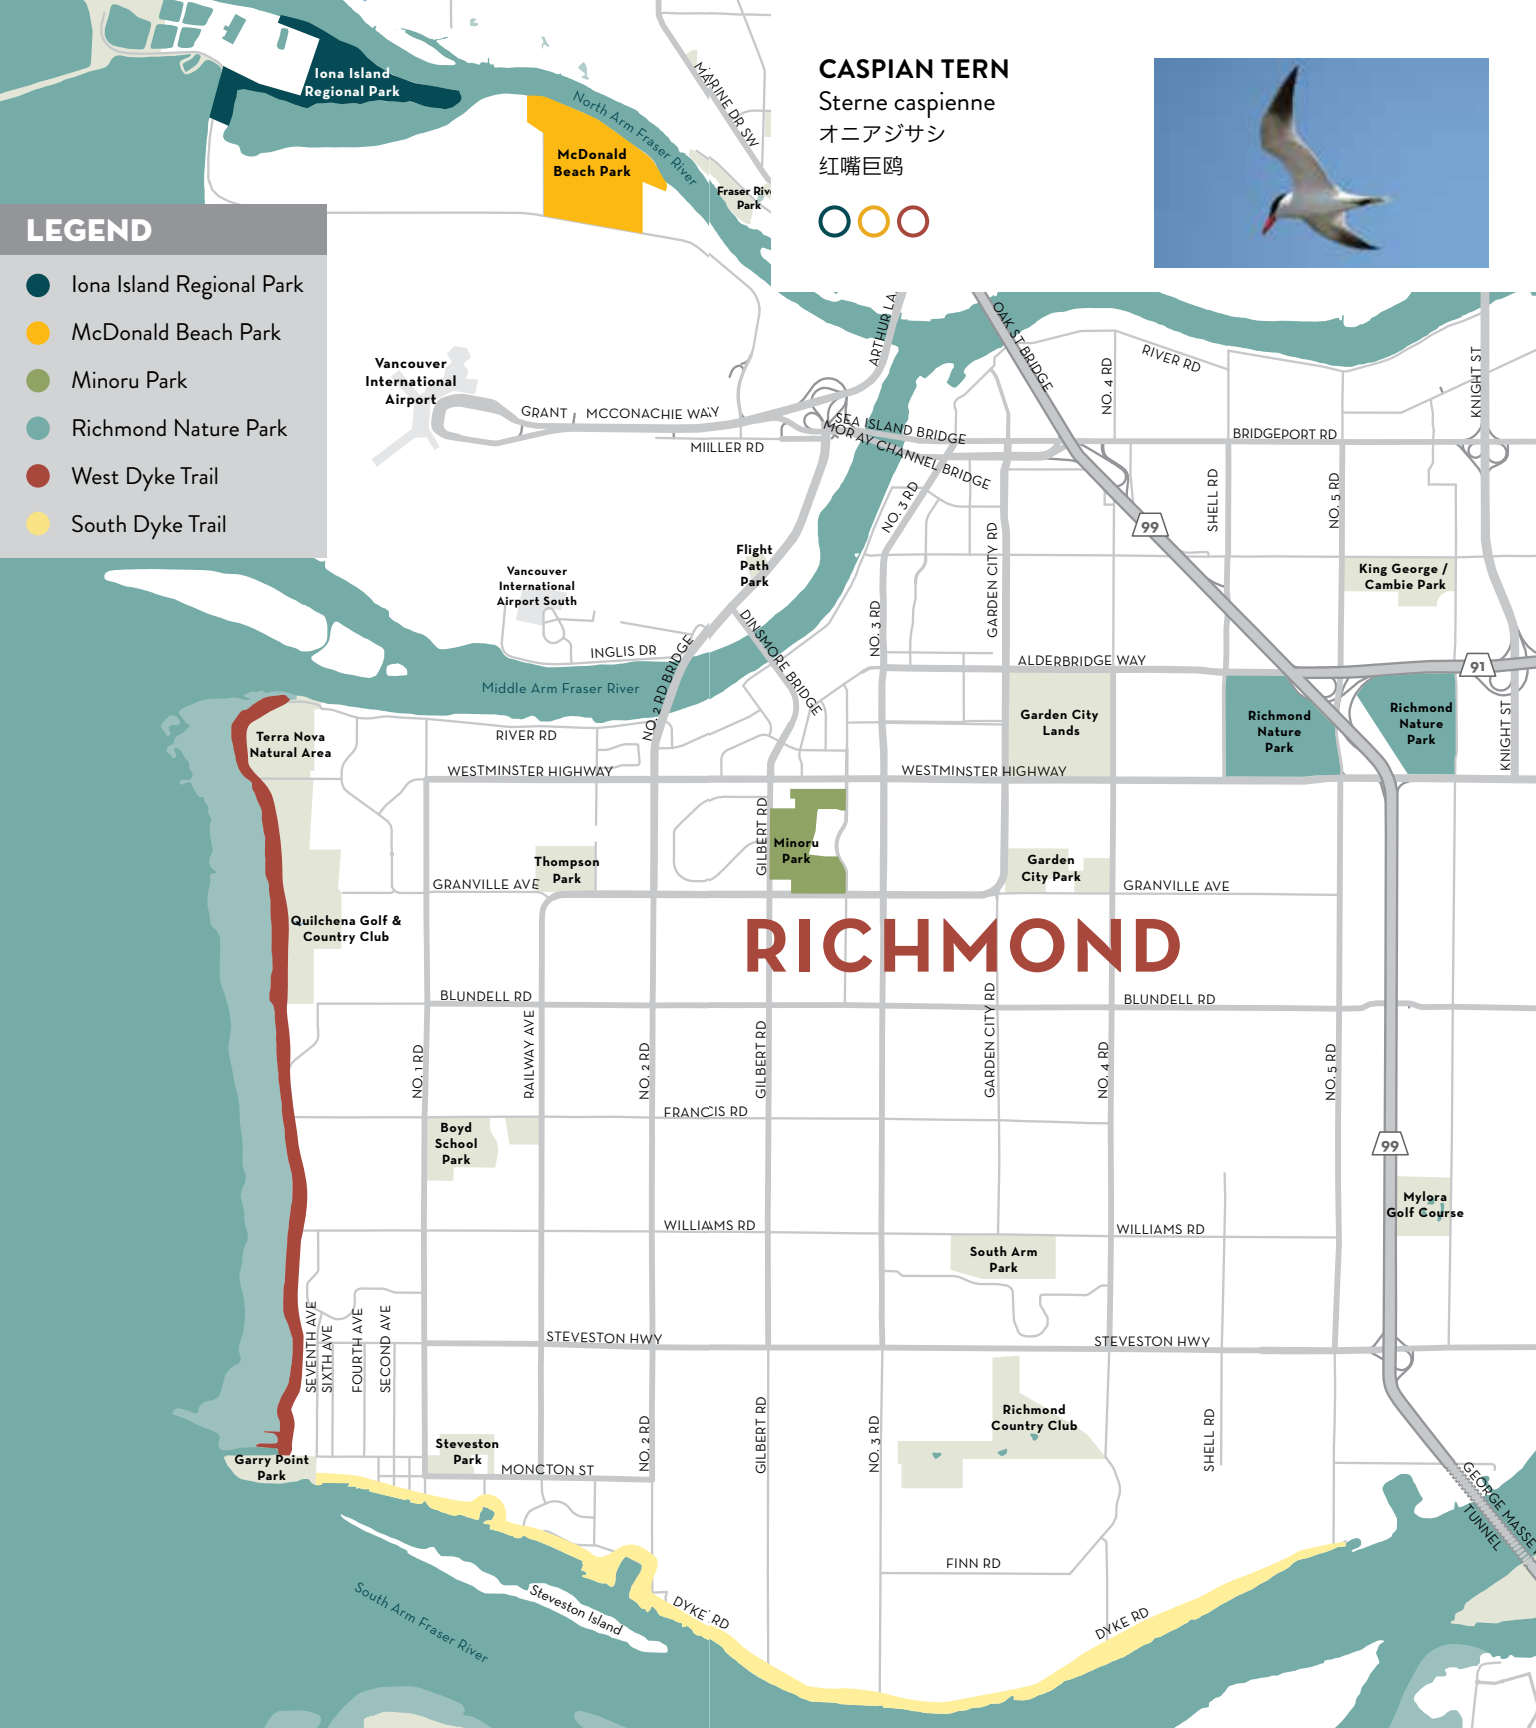 Iona Island
Regional Park
North Arm Fraser River
MARINE DR SW
McDonald
Beach Park
Fraser Riv
Park
CASPIAN TERN
Sterne caspienne
オニアジサシ
红嘴巨鸥
LEGEND
Iona Island Regional Park
McDonald Beach Park
Minoru Park
Richmond Nature Park
West Dyke Trail
South Dyke Trail
Vancouver
International
Airport
GRANT MCCONACHIE WAY
MIILLER RD
ARTHUR LA
OAK ST BRIDGE
SEA ISLAND BRIDGE
MORAY CHANNEL BRIDGE
NO. 4 RD
RIVER RD
KNIGHT ST
BRIDGEPORT RD
NO. 3 RD
SHELL RD
NO. 5 RD
99
GARDEN CITY RD
Flight
Path
Park
King George /
Cambie Park
Vancouver
International
Airport South
INGLIS DR
NO. 2 RD BRIDGE
DINSMORE BRIDGE
NO. 3 RD
ALDERBRIDGE WAY
91
Middle Arm Fraser River
Garden City
Lands
Richmond
Nature
Park
Richmond
Nature
Park
KNIGHT ST
Terra Nova
Natural Area
RIVER RD
WESTMINSTER HIGHWAY
WESTMINSTER HIGHWAY
GILBERT RD
Minoru
Park
Thompson
Park
Garden
City Park
GRANVILLE AVE
GRANVILLE AVE
Quilchena Golf &
Country Club
RICHMOND
BLUNDELL RD
BLUNDELL RD
NO. 1 RD
RAILWAY AVE
NO. 2 RD
GILBERT RD
GARDEN CITY RD
NO. 4 RD
NO. 5 RD
FRANCIS RD
Boyd
School
Park
99
Mylora
Golf Course
WILLIAMS RD
WILLIAMS RD
South Arm
Park
SEVENTH AVE
SIXTH AVE
FOURTH AVE
SECOND AVE
STEVESTON HWY
STEVESTON HWY
Richmond
Country Club
NO. 2 RD
GILBERT RD
NO. 3 RD
SHELL RD
Steveston
Park
Garry Point
Park
MONCTON ST
GEORGE MASSEY
TUNNEL
FINN RD
South Arm Fraser River
Steveston Island
DYKE RD
DYKE RD